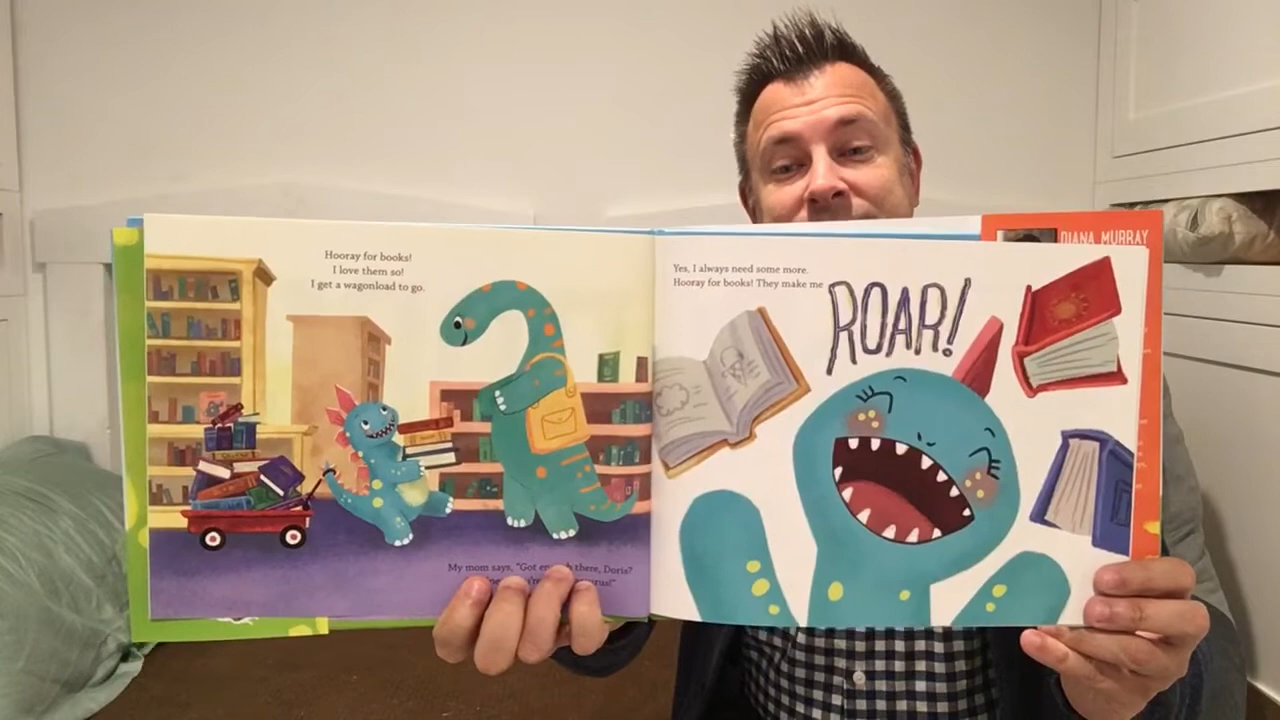 Hooray for books!
I love them so!
I get a wagonload to go.
My mom says, "Got there, Doris?
Yes, I always need some more.
Hooray for books! They make me
ROAR!
DIANA MURRAY